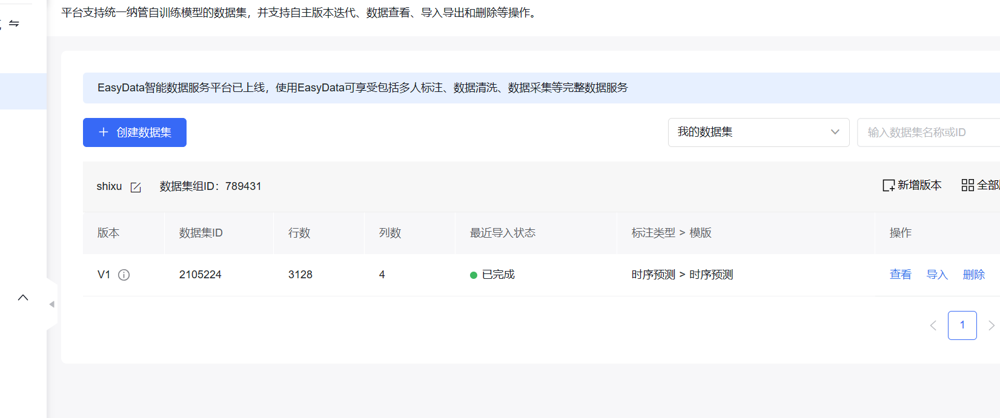 平台支持统一纳管自训练模型的数据集，并支持自主版本迭代、数据查看、导入导出和删除等操作。
EasyData智能数据服务平台已上线，使用EasyData可享受包括多人标注、数据清洗、数据采集等完整数据服务
创建数据集 我的数据集 输入数据集名称或ID
shixu 数据集组ID：789431 新增版本 全部
版本 数据集ID 行数 列数 最近导入状态 标注类型 > 模版 操作
V1 2105224 3128 4 已完成 时序预测 > 时序预测 查看 导入 删除
1